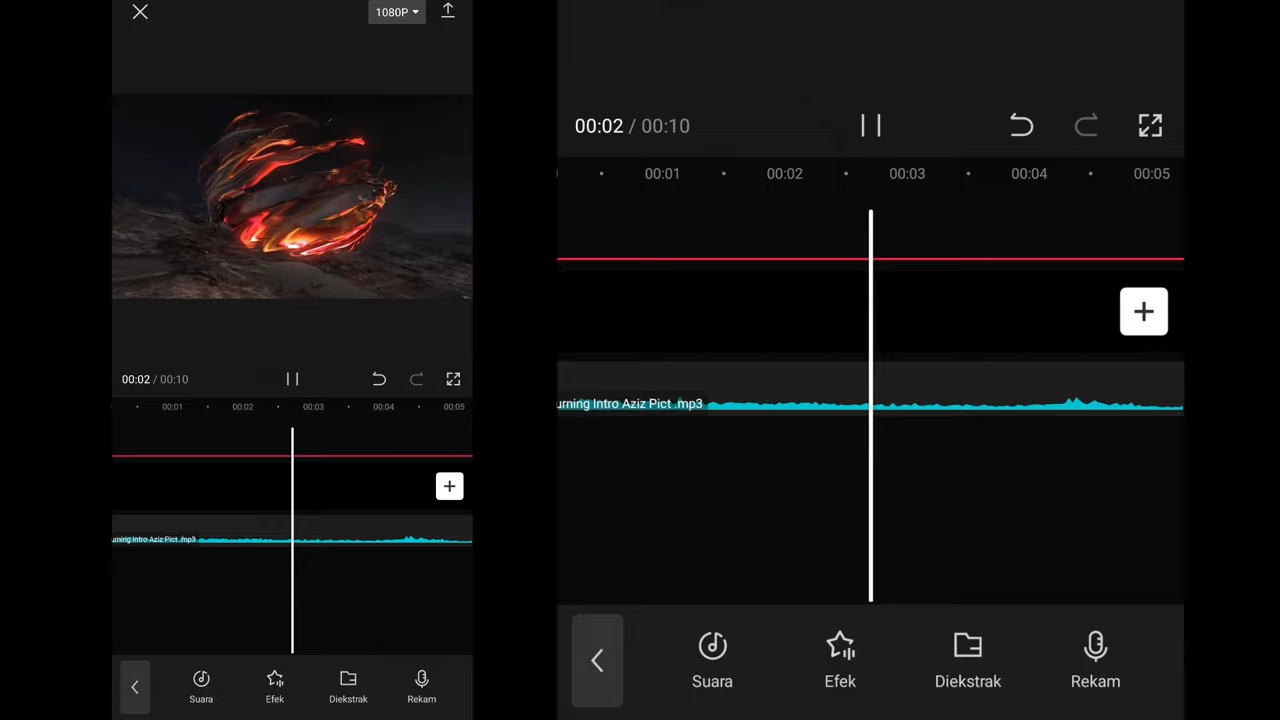 1080P
00:02 / 00:10
00:01 00:02 00:03 00:04 00:05
urning Intro Aziz Pict .mp3
Suara Efek Diekstrak Rekam
00:02 / 00:10
00:01 00:02 00:03 00:04 00:05
urning Intro Aziz Pict .mp3
Suara Efek Diekstrak Rekam